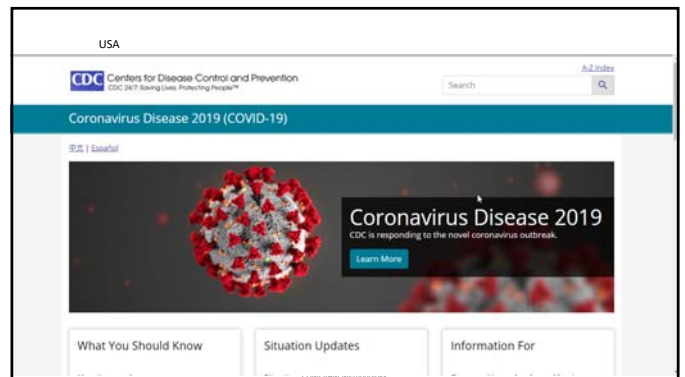 USA
A-Z Index
CDC Centers for Disease Control and Prevention
CDC 24/7: Saving Lives. Protecting People™
Search
Coronavirus Disease 2019 (COVID-19)
中文 | Español
Coronavirus Disease 2019
CDC is responding to the novel coronavirus outbreak.
Learn More
What You Should Know
Situation Updates
Information For